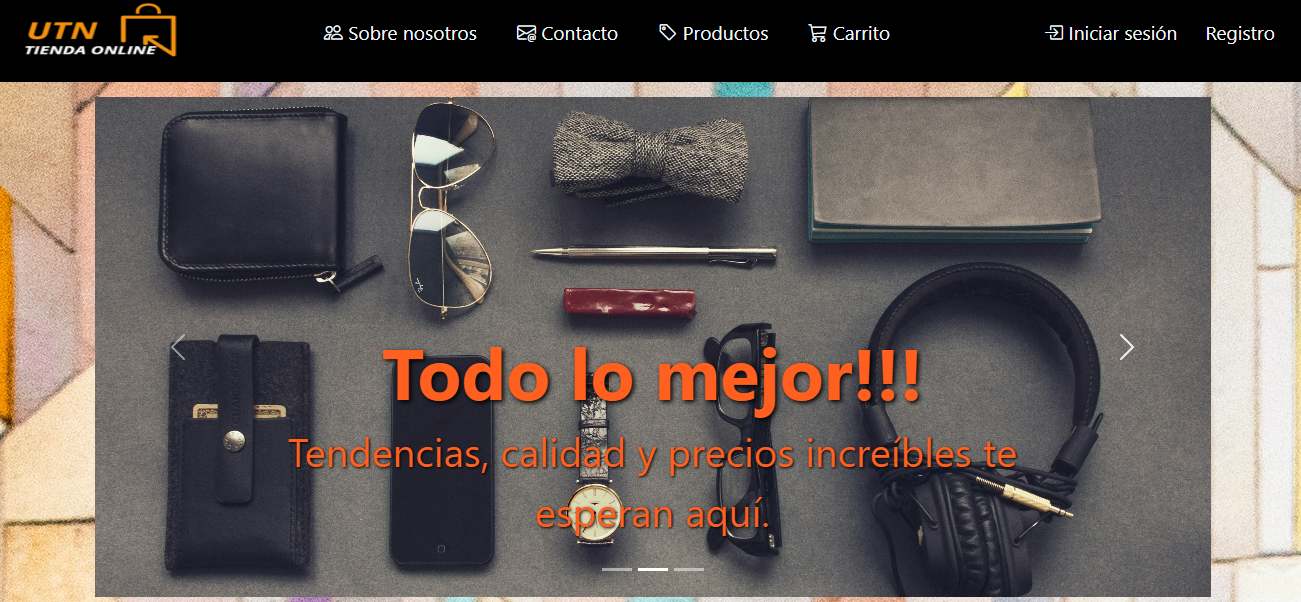 UTN
TIENDA ONLINE
Sobre nosotros
Contacto
Productos
Carrito
Iniciar sesión
Registro
Todo lo mejor!!!
Tendencias, calidad y precios increíbles te
esperan aquí.